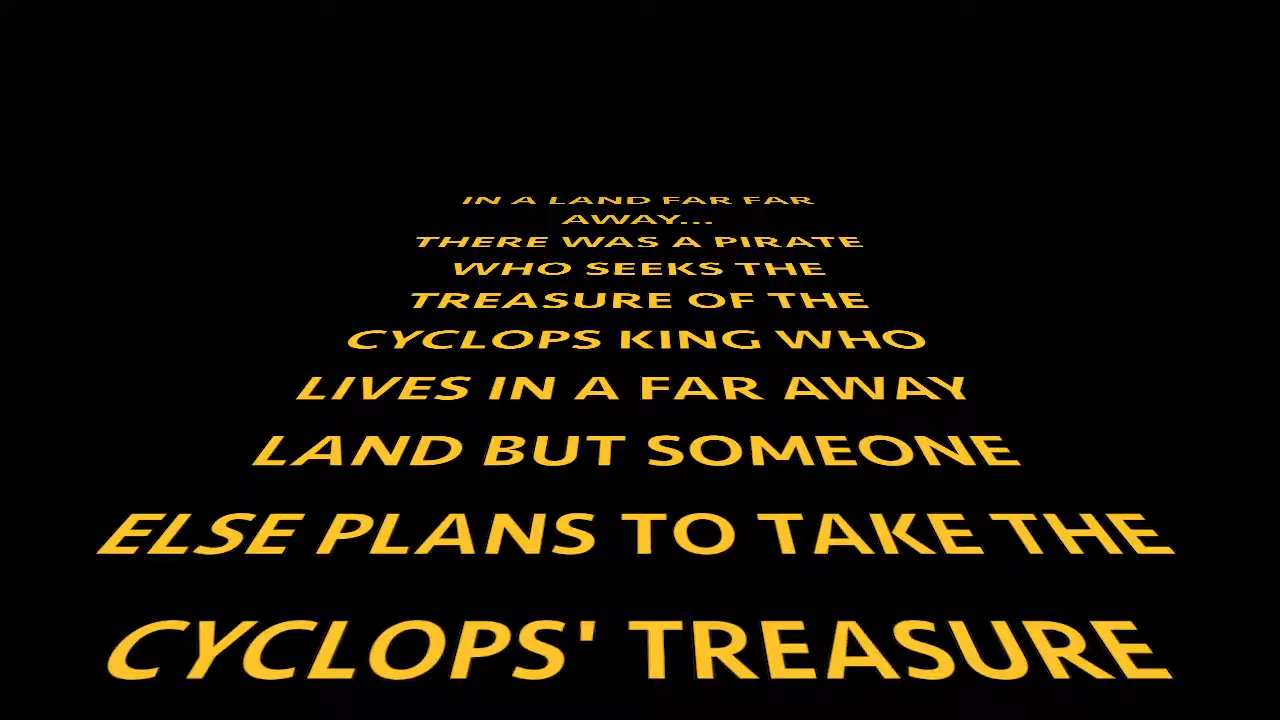 IN A LAND FAR FAR
AWAY...
THERE WAS A PIRATE
WHO SEEKS THE
TREASURE OF THE
CYCLOPS KING WHO
LIVES IN A FAR AWAY
LAND BUT SOMEONE
ELSE PLANS TO TAKE THE
CYCLOPS' TREASURE